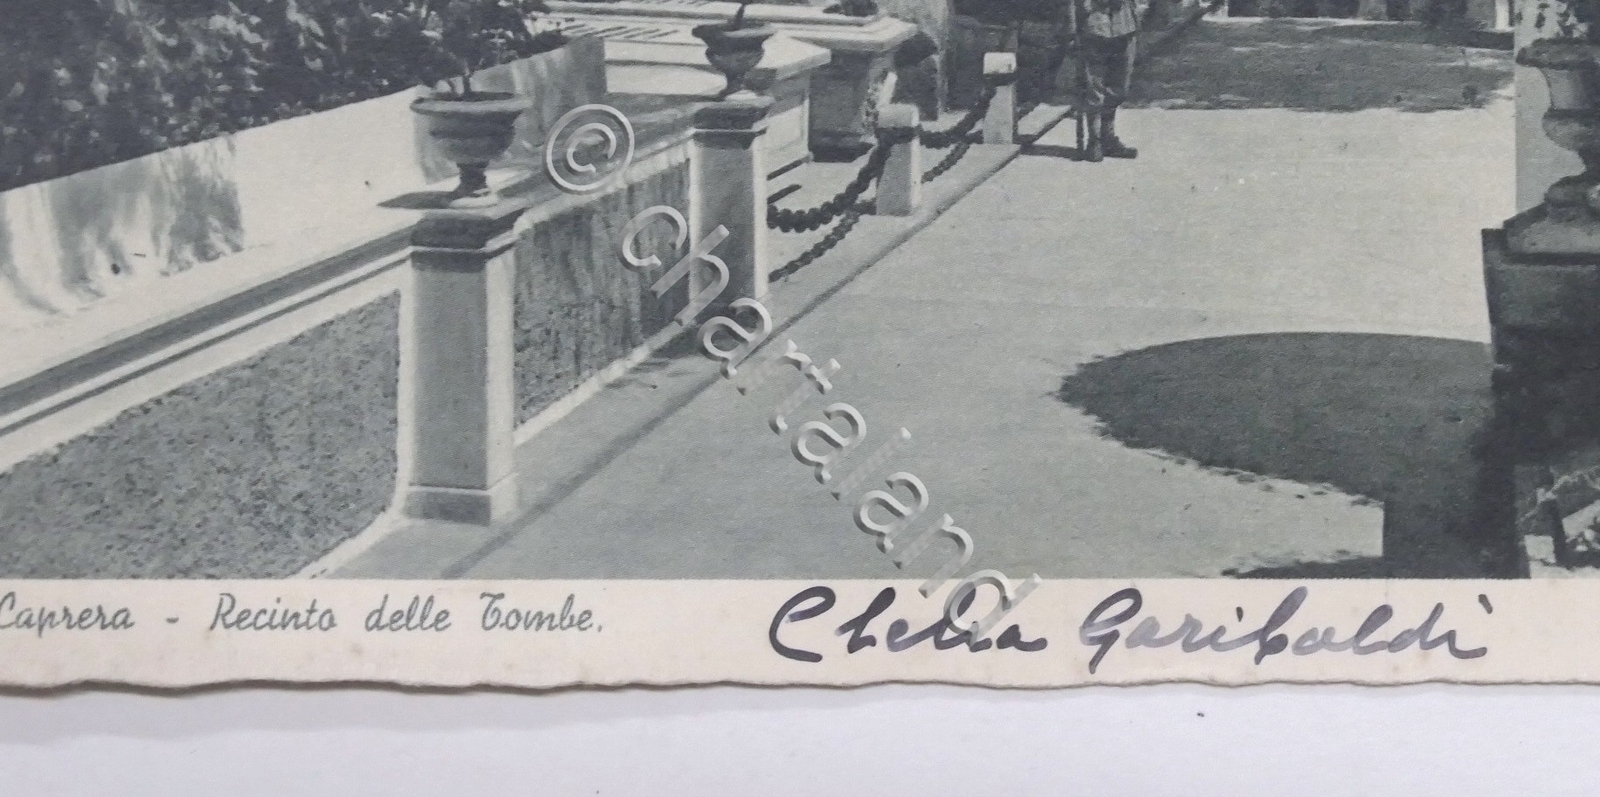 © chartaland
Caprera - Recinto delle Tombe.
Clelia Garibaldi